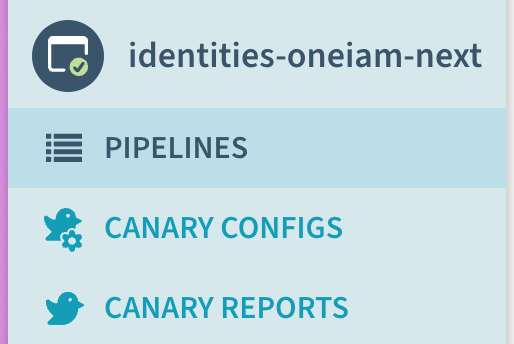 identities-oneiam-next
PIPELINES
CANARY CONFIGS
CANARY REPORTS